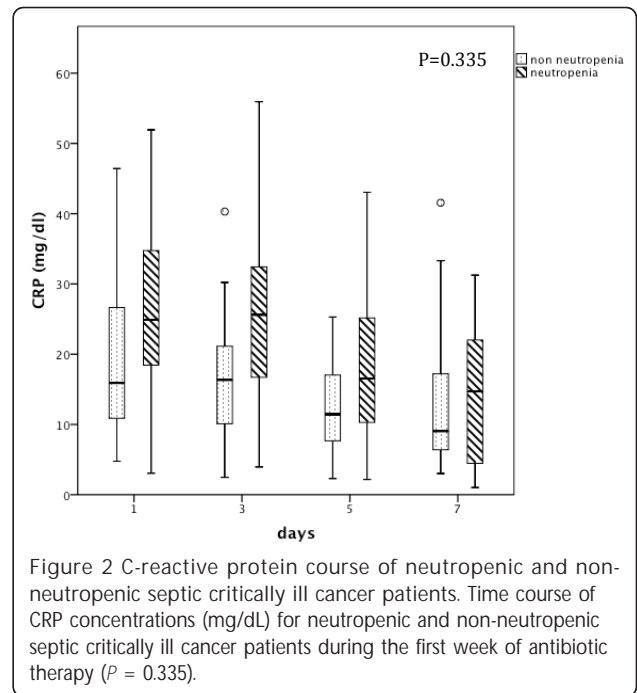 P=0.335
non neutropenia
neutropenia
60
50
40
30
20
10
0
CRP (mg/dl)
1 3 5 7
days
Figure 2 C-reactive protein course of neutropenic and non-
neutropenic septic critically ill cancer patients. Time course of
CRP concentrations (mg/dL) for neutropenic and non-neutropenic
septic critically ill cancer patients during the first week of antibiotic
therapy (P = 0.335).